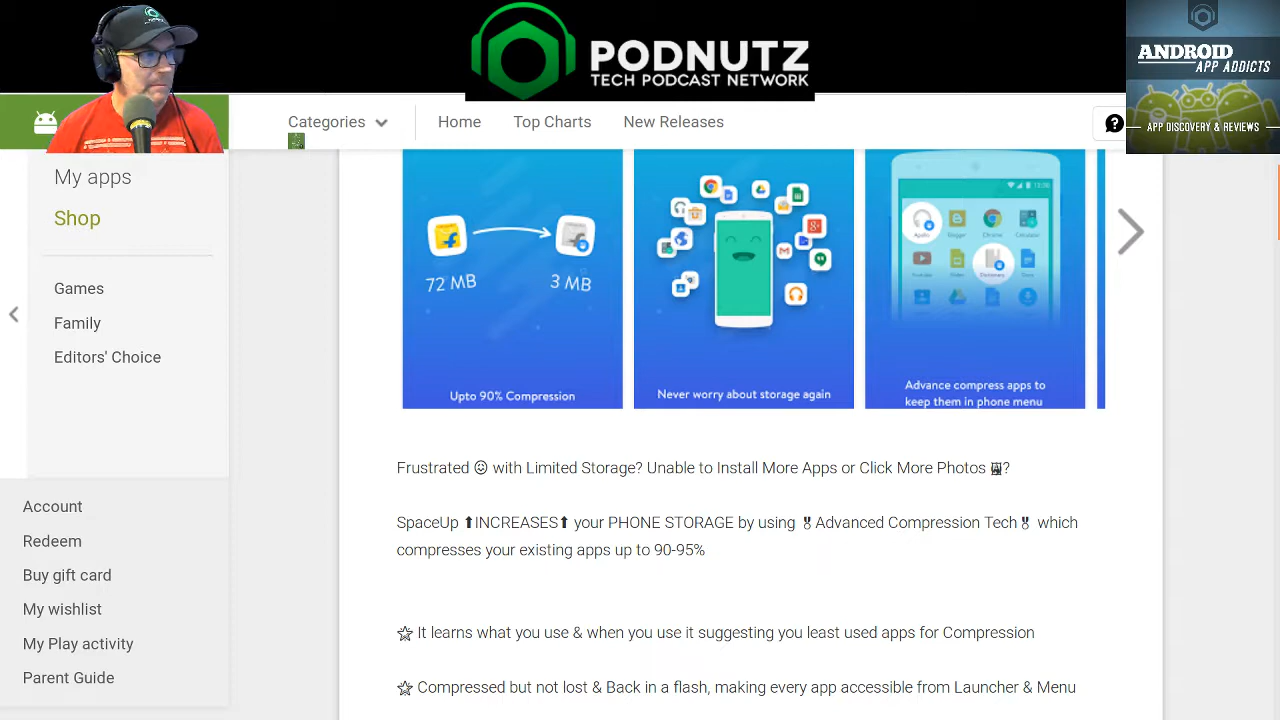 PODNUTZ
TECH PODCAST NETWORK
ANDROID
APP ADDICTS
APP DISCOVERY & REVIEWS
Categories
Home
Top Charts
New Releases
My apps
Shop
Games
Family
Editors' Choice
Account
Redeem
Buy gift card
My wishlist
My Play activity
Parent Guide
72 MB
3 MB
Upto 90% Compression
Never worry about storage again
Advance compress apps to
keep them in phone menu
Frustrated 😖 with Limited Storage? Unable to Install More Apps or Click More Photos 🌆?
SpaceUp ⬆INCREASES⬆ your PHONE STORAGE by using 🎖Advanced Compression Tech🎖 which
compresses your existing apps up to 90-95%
🌟 It learns what you use & when you use it suggesting you least used apps for Compression
🌟 Compressed but not lost & Back in a flash, making every app accessible from Launcher & Menu